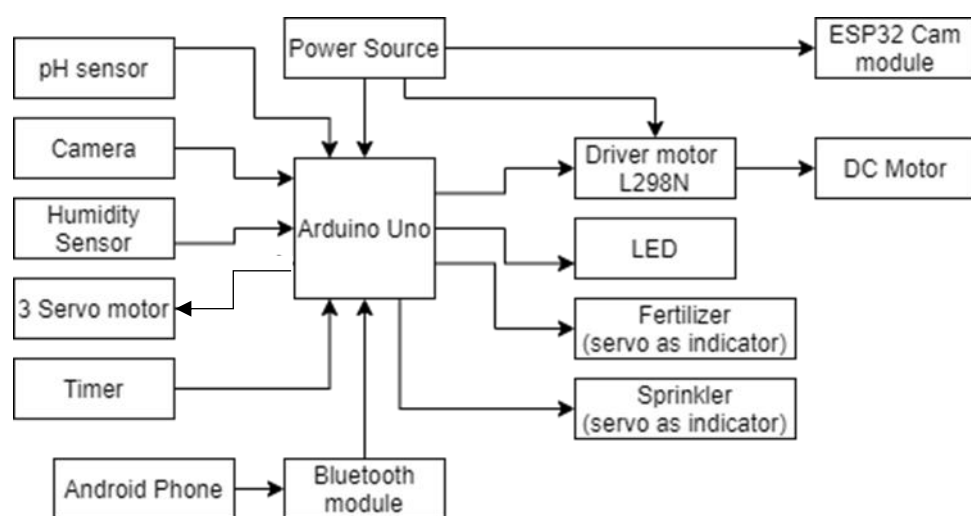 pH sensor
Power Source
ESP32 Cam
module
Camera
Driver motor
L298N
DC Motor
Humidity
Sensor
Arduino Uno
LED
3 Servo motor
Fertilizer
(servo as indicator)
Timer
Sprinkler
(servo as indicator)
Android Phone
Bluetooth
module